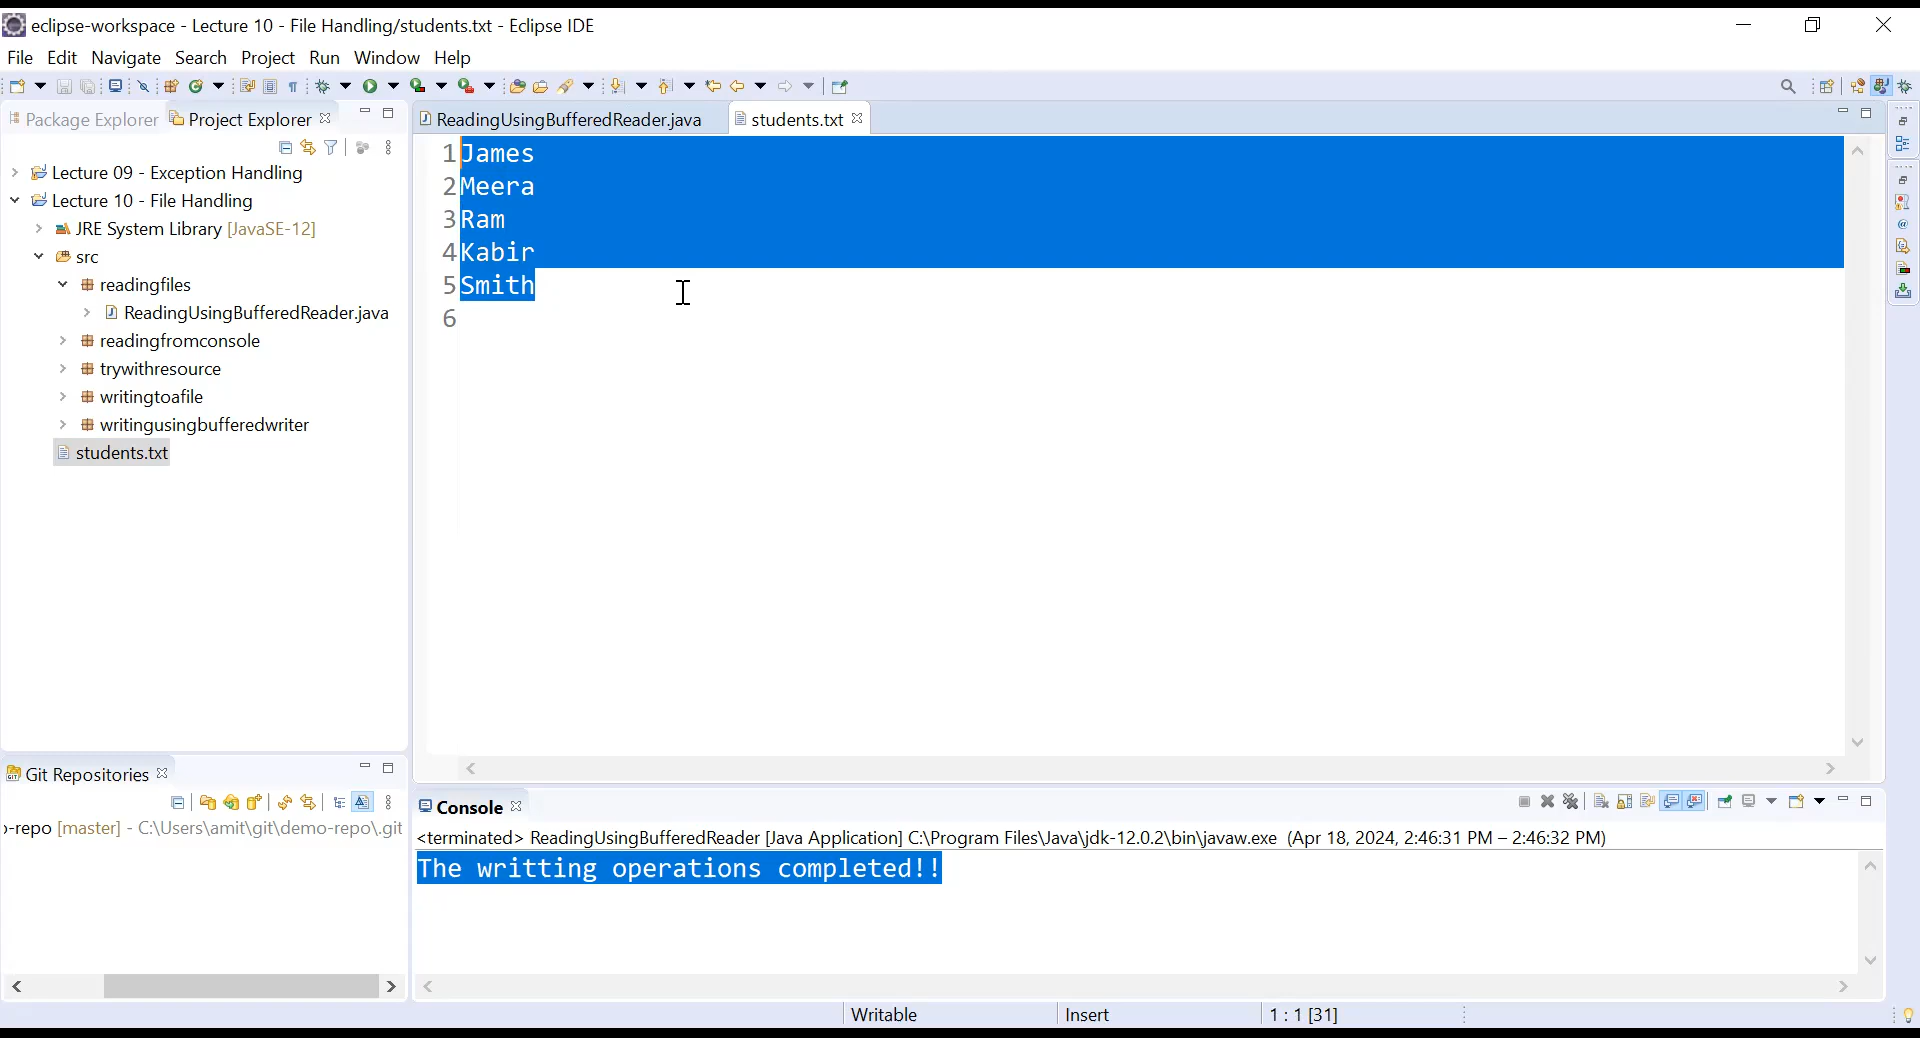 eclipse-workspace - Lecture 10 - File Handling/students.txt - Eclipse IDE
File Edit Navigate Search Project Run Window Help
Package Explorer
Project Explorer
Lecture 09 - Exception Handling
Lecture 10 - File Handling
JRE System Library [JavaSE-12]
src
readingfiles
ReadingUsingBufferedReader.java
readingfromconsole
trywithresource
writingtoafile
writingusingbufferedwriter
students.txt
ReadingUsingBufferedReader.java
students.txt
1 James
2 Meera
3 Ram
4 Kabir
5 Smith
6
Git Repositories
o-repo [master] - C:\Users\amit\git\demo-repo\.git
Console
<terminated> ReadingUsingBufferedReader [Java Application] C:\Program Files\Java\jdk-12.0.2\bin\javaw.exe (Apr 18, 2024, 2:46:31 PM – 2:46:32 PM)
The writting operations completed!!
Writable
Insert
1 : 1 [31]